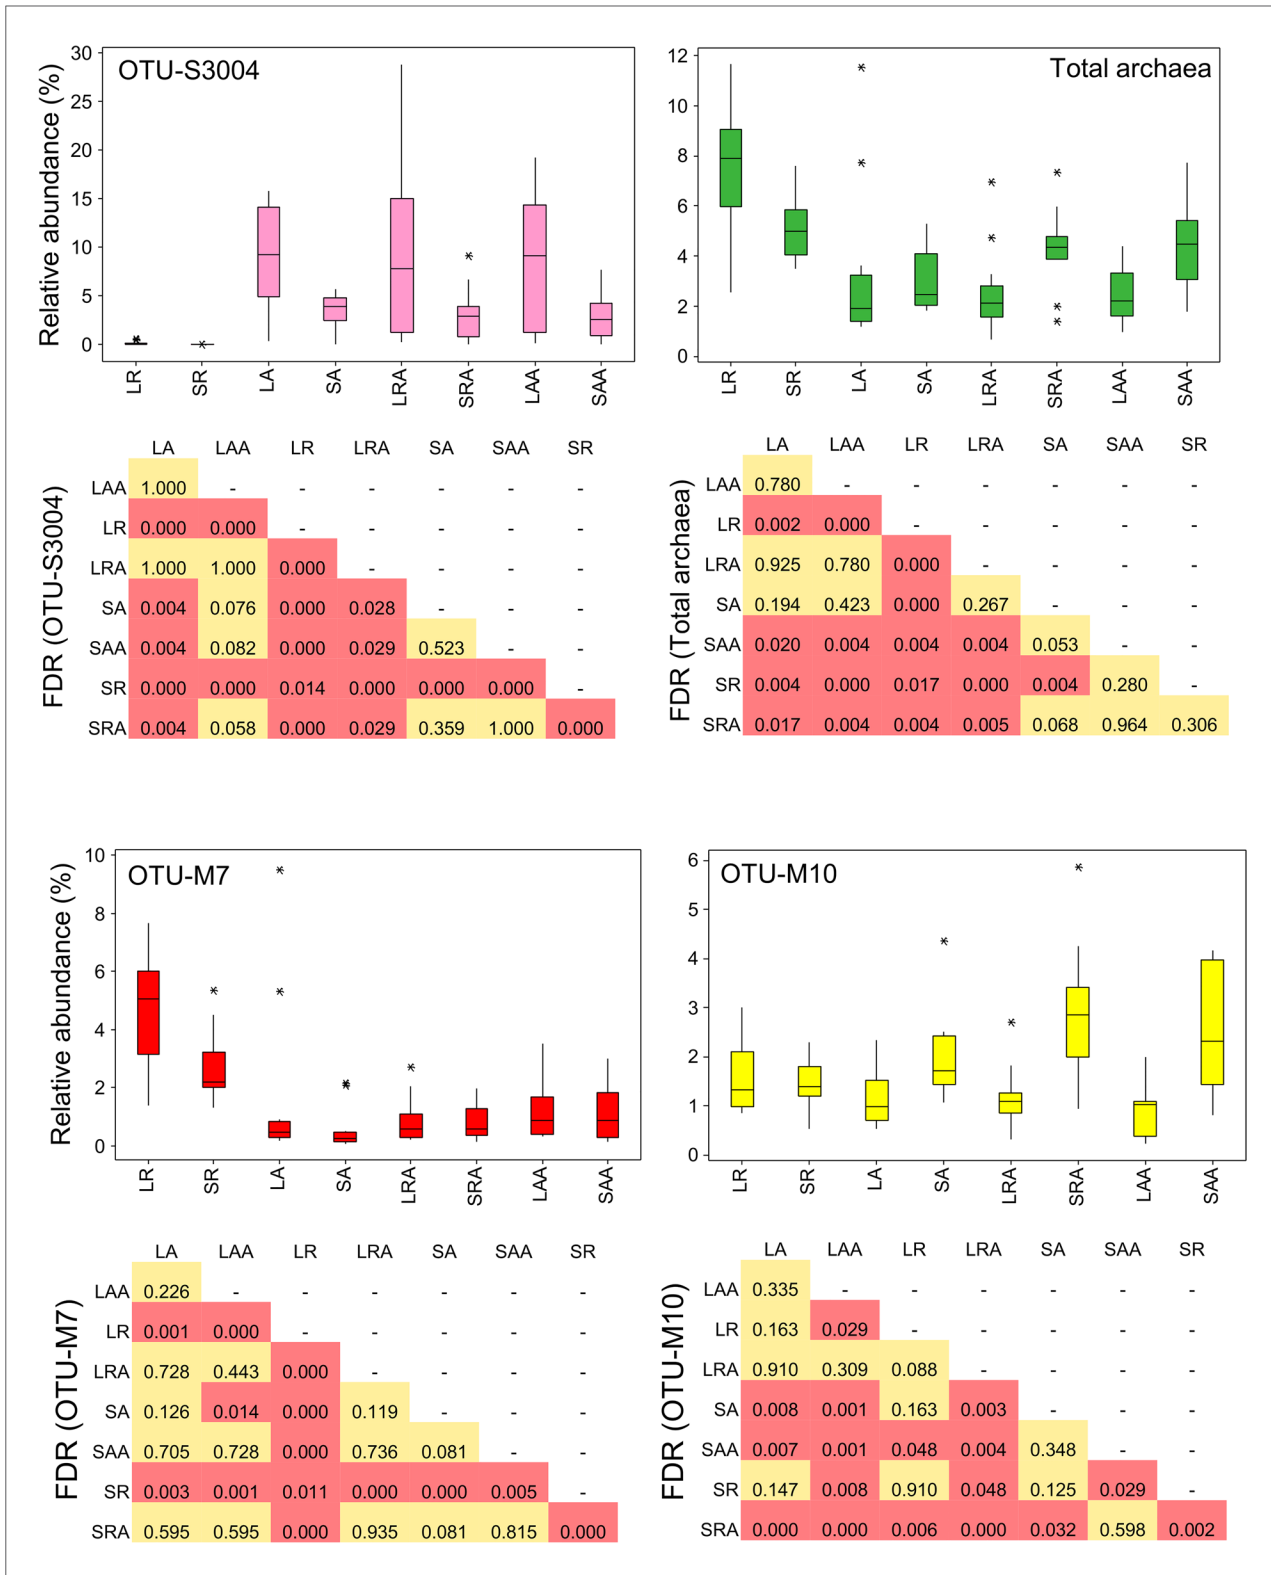 OTU-S3004
Relative abundance (%)
30
25
20
15
10
5
0
LR SR LA SA LRA SRA LAA SAA
Total archaea
12
10
8
6
4
2
0
LR SR LA SA LRA SRA LAA SAA
FDR (OTU-S3004)
LA LAA LR LRA SA SAA SR
LAA 1.000 - - - - - -
LR 0.000 0.000 - - - - -
LRA 1.000 1.000 0.000 - - - -
SA 0.004 0.076 0.000 0.028 - - -
SAA 0.004 0.082 0.000 0.029 0.523 - -
SR 0.000 0.000 0.014 0.000 0.000 0.000 -
SRA 0.004 0.058 0.000 0.029 0.359 1.000 0.000
FDR (Total archaea)
LA LAA LR LRA SA SAA SR
LAA 0.780 - - - - - -
LR 0.002 0.000 - - - - -
LRA 0.925 0.780 0.000 - - - -
SA 0.194 0.423 0.000 0.267 - - -
SAA 0.020 0.004 0.004 0.004 0.053 - -
SR 0.004 0.000 0.017 0.000 0.004 0.280 -
SRA 0.017 0.004 0.004 0.005 0.068 0.964 0.306
OTU-M7
Relative abundance (%)
10
8
6
4
2
0
LR SR LA SA LRA SRA LAA SAA
OTU-M10
6
5
4
3
2
1
0
LR SR LA SA LRA SRA LAA SAA
FDR (OTU-M7)
LA LAA LR LRA SA SAA SR
LAA 0.226 - - - - - -
LR 0.001 0.000 - - - - -
LRA 0.728 0.443 0.000 - - - -
SA 0.126 0.014 0.000 0.119 - - -
SAA 0.705 0.728 0.000 0.736 0.081 - -
SR 0.003 0.001 0.011 0.000 0.000 0.005 -
SRA 0.595 0.595 0.000 0.935 0.081 0.815 0.000
FDR (OTU-M10)
LA LAA LR LRA SA SAA SR
LAA 0.335 - - - - - -
LR 0.163 0.029 - - - - -
LRA 0.910 0.309 0.088 - - - -
SA 0.008 0.001 0.163 0.003 - - -
SAA 0.007 0.001 0.048 0.004 0.348 - -
SR 0.147 0.008 0.910 0.048 0.125 0.029 -
SRA 0.000 0.000 0.006 0.000 0.032 0.598 0.002